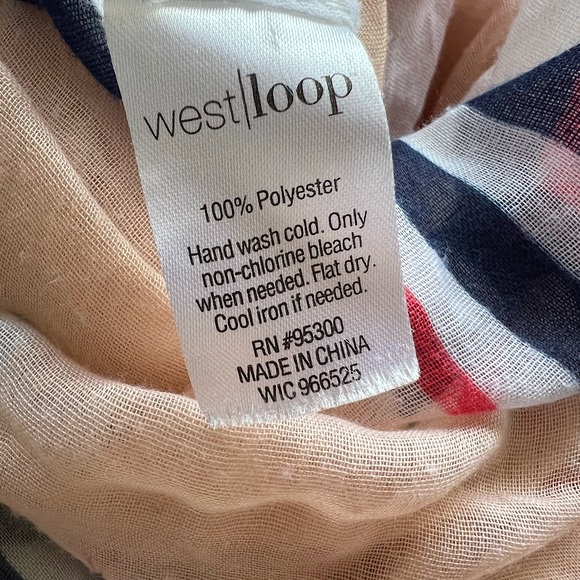 west|loop
100% Polyester
Hand wash cold. Only
non-chlorine bleach
when needed. Flat dry.
Cool iron if needed.
RN #95300
MADE IN CHINA
WIC 966525